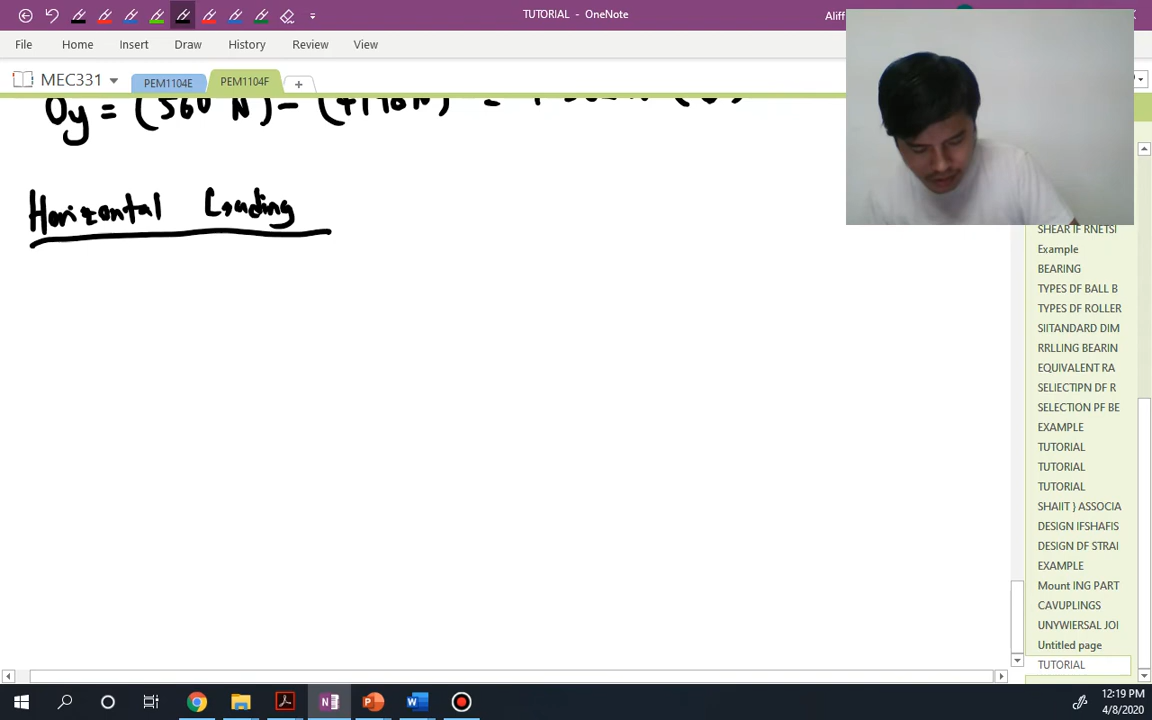 TUTORIAL - OneNote
Aliff
File Home Insert Draw History Review View
MEC331 PEM1104E PEM1104F
Oy = (560 N) - =
Horizontal Loading
SHEAR IF RNETSI
Example
BEARING
TYPES DF BALL B
TYPES DF ROLLER
SIITANDARD DIM
RRLLING BEARIN
EQUIVALENT RA
SELIECTIPN DF R
SELECTION PF BE
EXAMPLE
TUTORIAL
TUTORIAL
TUTORIAL
SHAIIT } ASSOCIA
DESIGN IFSHAFIS
DESIGN DF STRAI
EXAMPLE
Mount ING PART
CAVUPLINGS
UNYWIERSAL JOI
Untitled page
TUTORIAL
12:19 PM
4/8/2020